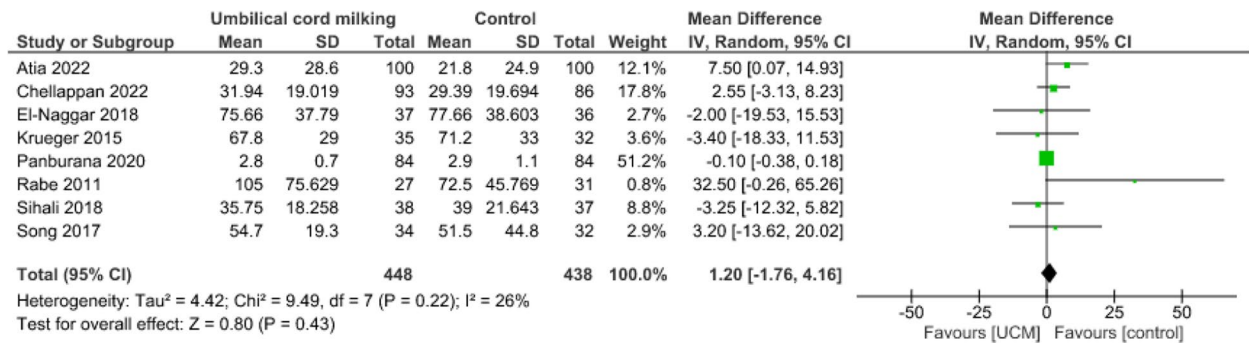 Umbilical cord milking Control Mean Difference Mean Difference
Study or Subgroup Mean SD Total Mean SD Total Weight IV, Random, 95% CI IV, Random, 95% CI
Atia 2022 29.3 28.6 100 21.8 24.9 100 12.1% 7.50 [0.07, 14.93]
Chellappan 2022 31.94 19.019 93 29.39 19.694 86 17.8% 2.55 [-3.13, 8.23]
El-Naggar 2018 75.66 37.79 37 77.66 38.603 36 2.7% -2.00 [-19.53, 15.53]
Krueger 2015 67.8 29 35 71.2 33 32 3.6% -3.40 [-18.33, 11.53]
Panburana 2020 2.8 0.7 84 2.9 1.1 84 51.2% -0.10 [-0.38, 0.18]
Rabe 2011 105 75.629 27 72.5 45.769 31 0.8% 32.50 [-0.26, 65.26]
Sihali 2018 35.75 18.258 38 39 21.643 37 8.8% -3.25 [-12.32, 5.82]
Song 2017 54.7 19.3 34 51.5 44.8 32 2.9% 3.20 [-13.62, 20.02]
Total (95% CI) 448 438 100.0% 1.20 [-1.76, 4.16]
Heterogeneity: Tau² = 4.42; Chi² = 9.49, df = 7 (P = 0.22); I² = 26%
Test for overall effect: Z = 0.80 (P = 0.43)
-50 -25 0 25 50
Favours [UCM] Favours [control]